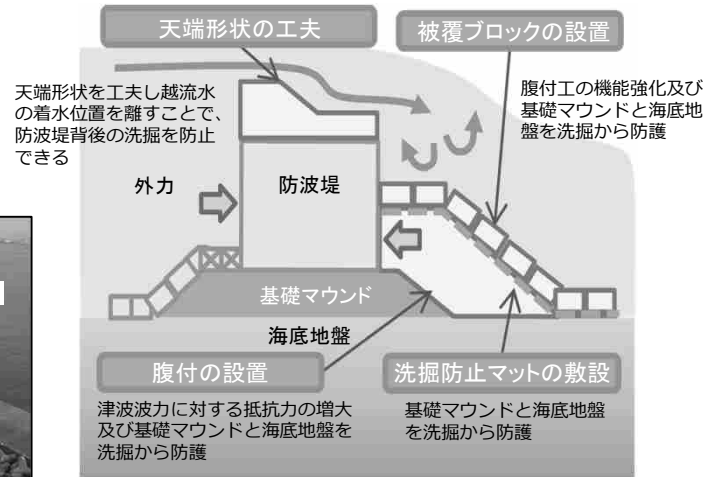 天端形状の工夫
被覆ブロックの設置
天端形状を工夫し越流水
の着水位置を離すことで、
防波堤背後の洗掘を防止
できる
腹付工の機能強化及び
基礎マウンドと海底地
盤を洗掘から防護
外力
防波堤
基礎マウンド
海底地盤
腹付の設置
津波波力に対する抵抗力の増大
及び基礎マウンドと海底地盤を
洗掘から防護
洗掘防止マットの敷設
基礎マウンドと海底地盤
を洗掘から防護